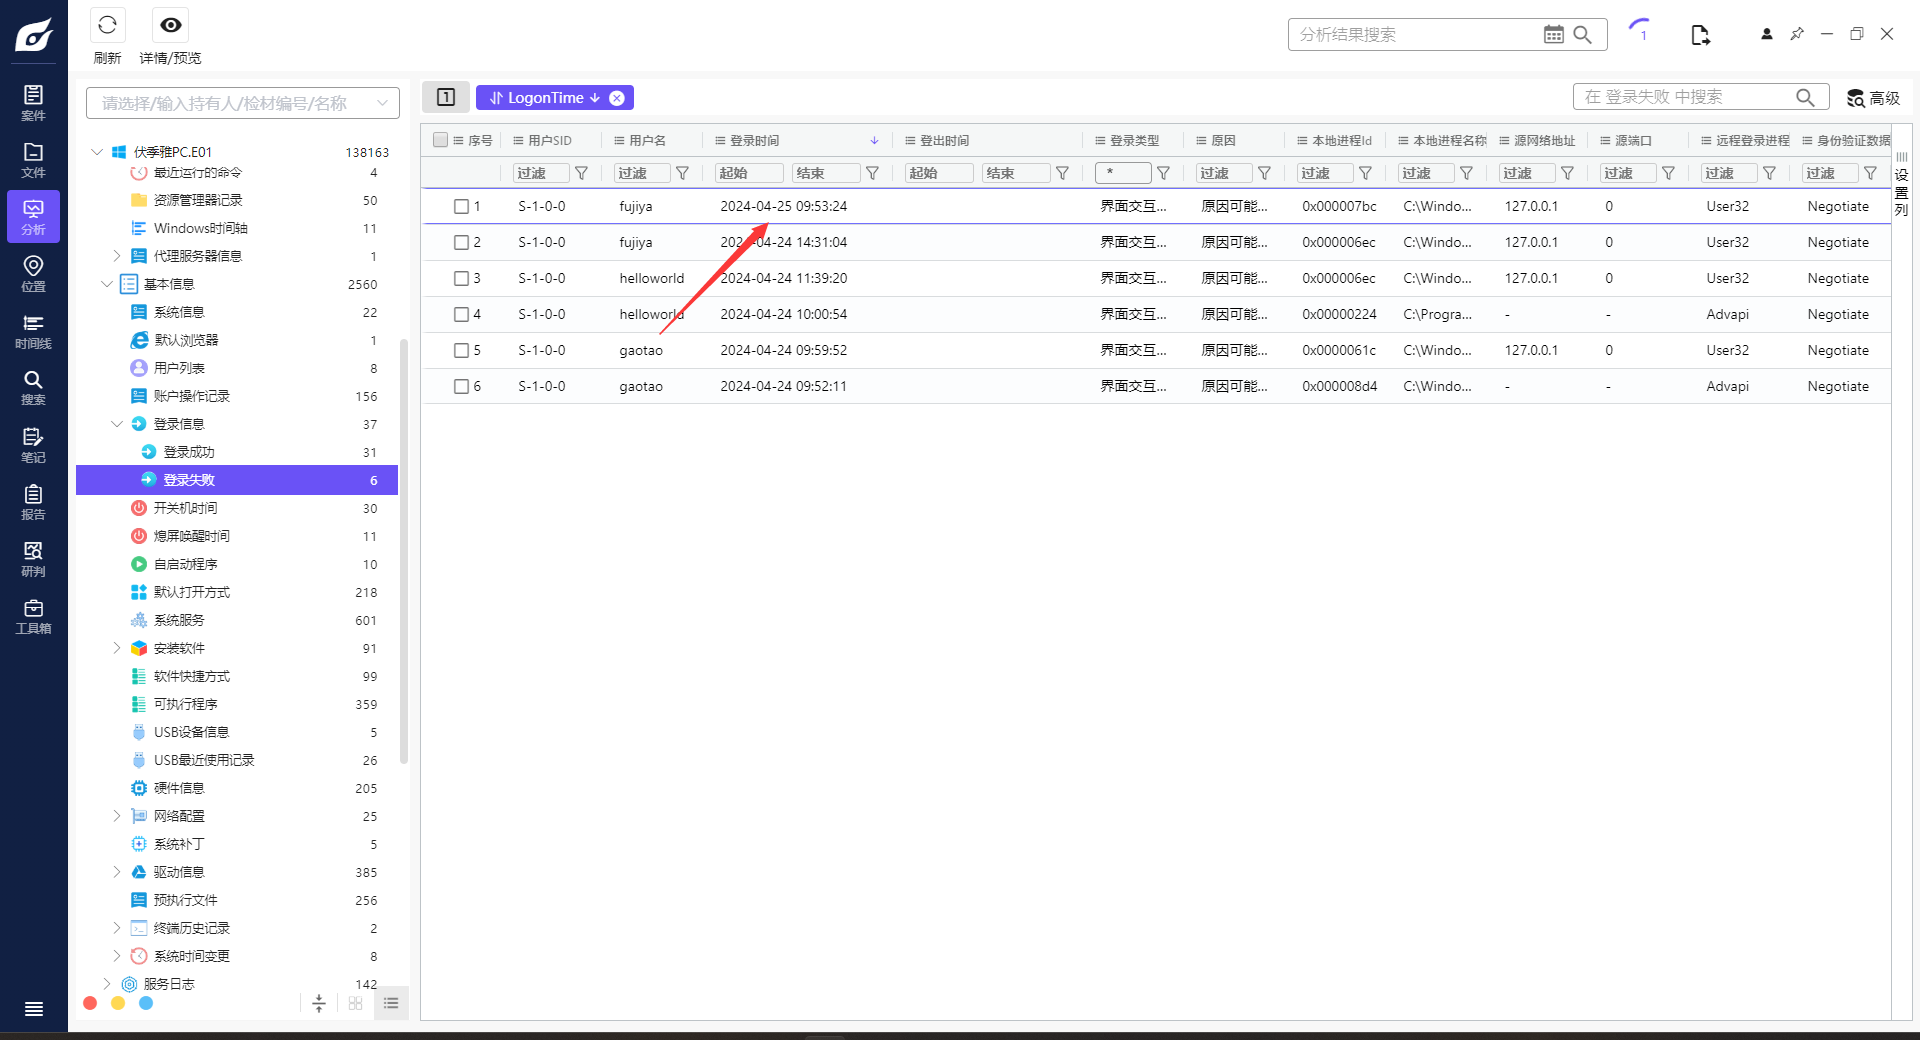 刷新
详情/预览
分析结果搜索
1
案件
文件
分析
位置
时间线
搜索
笔记
报告
研判
工具箱
请选择/输入持有人/检材编号/名称
伏季雅PC.E01 138163
最近运行的命令 4
资源管理器记录 50
Windows时间轴 11
代理服务器信息 1
基本信息 2560
系统信息 22
默认浏览器 1
用户列表 8
账户操作记录 156
登录信息 37
登录成功 31
登录失败 6
开关机时间 30
熄屏唤醒时间 11
自启动程序 10
默认打开方式 218
系统服务 601
安装软件 91
软件快捷方式 99
可执行程序 359
USB设备信息 5
USB最近使用记录 26
硬件信息 205
网络配置 25
系统补丁 5
驱动信息 385
预执行文件 256
终端历史记录 2
系统时间变更 8
服务日志 142
1 LogonTime
在 登录失败 中搜索
高级
序号 用户SID 用户名 登录时间 登出时间 登录类型 原因 本地进程Id 本地进程名称 源网络地址 源端口 远程登录进程 身份验证数据
过滤 过滤 起始 结束 起始 结束 * 过滤 过滤 过滤 过滤 过滤 过滤 过滤
1 S-1-0-0 fujiya 2024-04-25 09:53:24 界面交互... 原因可能... 0x000007bc C:\Windo... 127.0.0.1 0 User32 Negotiate
2 S-1-0-0 fujiya 2024-04-24 14:31:04 界面交互... 原因可能... 0x000006ec C:\Windo... 127.0.0.1 0 User32 Negotiate
3 S-1-0-0 helloworld 2024-04-24 11:39:20 界面交互... 原因可能... 0x000006ec C:\Windo... 127.0.0.1 0 User32 Negotiate
4 S-1-0-0 helloworld 2024-04-24 10:00:54 界面交互... 原因可能... 0x00000224 C:\Progra... - - Advapi Negotiate
5 S-1-0-0 gaotao 2024-04-24 09:59:52 界面交互... 原因可能... 0x0000061c C:\Windo... 127.0.0.1 0 User32 Negotiate
6 S-1-0-0 gaotao 2024-04-24 09:52:11 界面交互... 原因可能... 0x000008d4 C:\Windo... - - Advapi Negotiate
设置列